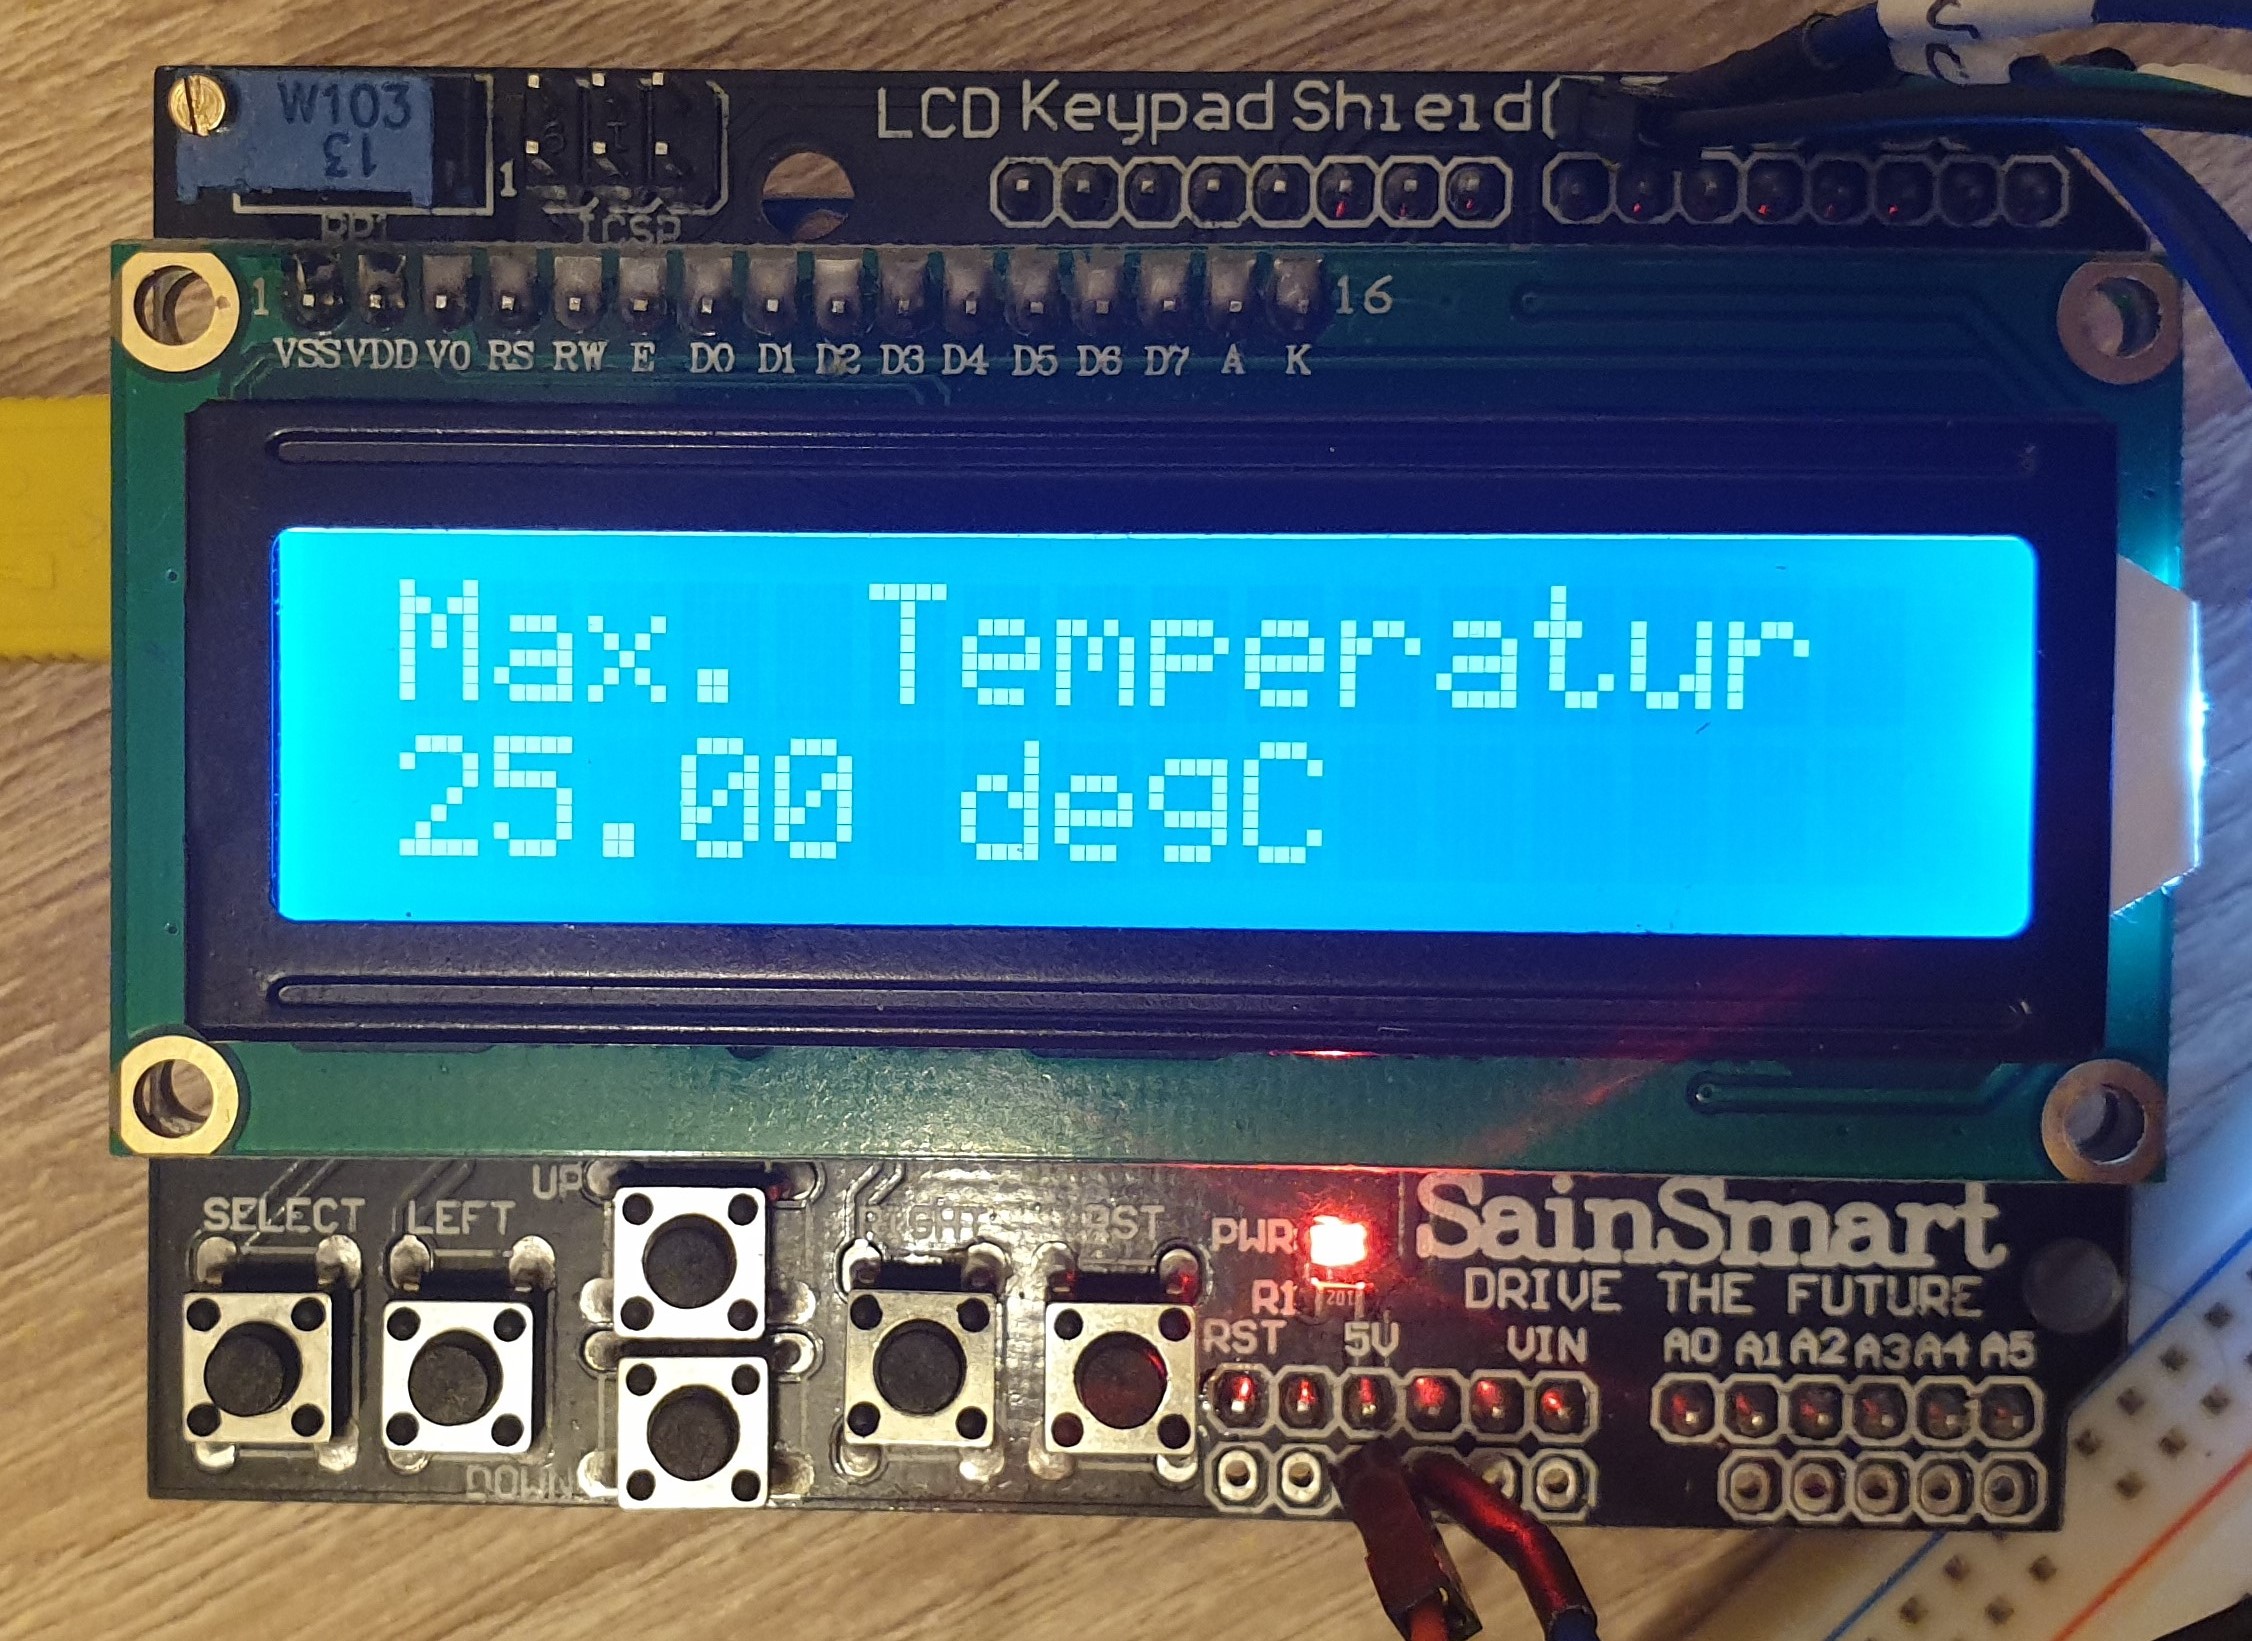 W103
13
1
RP1
ICSP
LCD Keypad Shield(
1
16
VSS VDD V0 RS RW E D0 D1 D2 D3 D4 D5 D6 D7 A K
Max. Temperatur
25.00 degC
SELECT
LEFT
UP
DOWN
RIGHT
RST
PWR
R1
201
SainSmart
DRIVE THE FUTURE
RST
5V
VIN
A0 A1 A2 A3 A4 A5